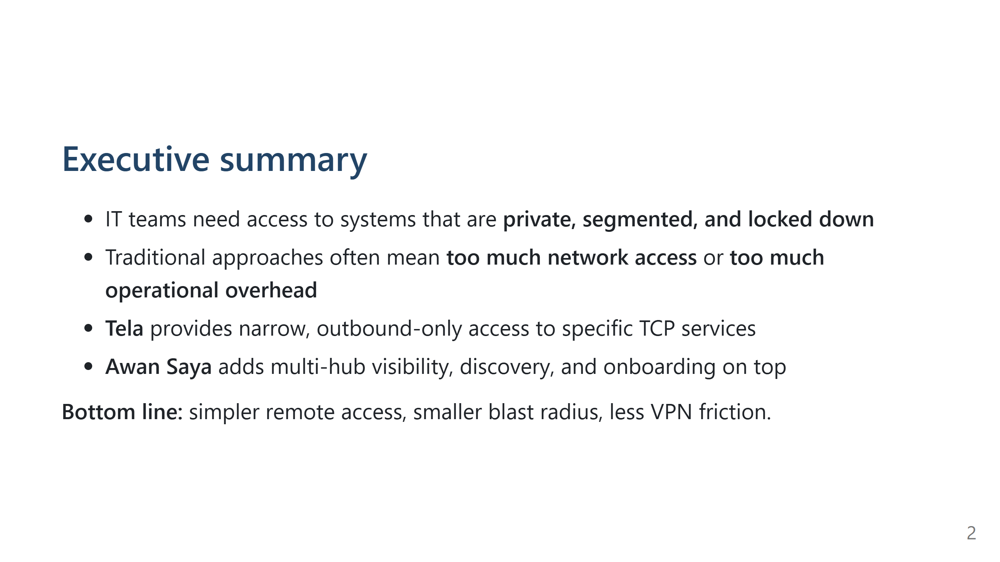 Executive summary
• IT teams need access to systems that are private, segmented, and locked down
• Traditional approaches often mean too much network access or too much
operational overhead
• Tela provides narrow, outbound-only access to specific TCP services
• Awan Saya adds multi-hub visibility, discovery, and onboarding on top
Bottom line: simpler remote access, smaller blast radius, less VPN friction.
2